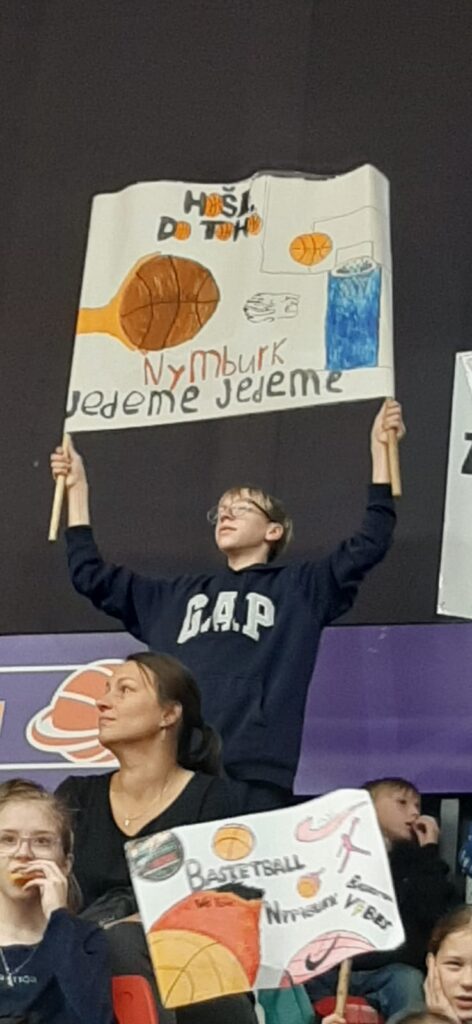 HOŠI,
DO TOHO
NYMBURK
JEDEME JEDEME
GAP
BASKETBALL
NYMBURK
VIBES